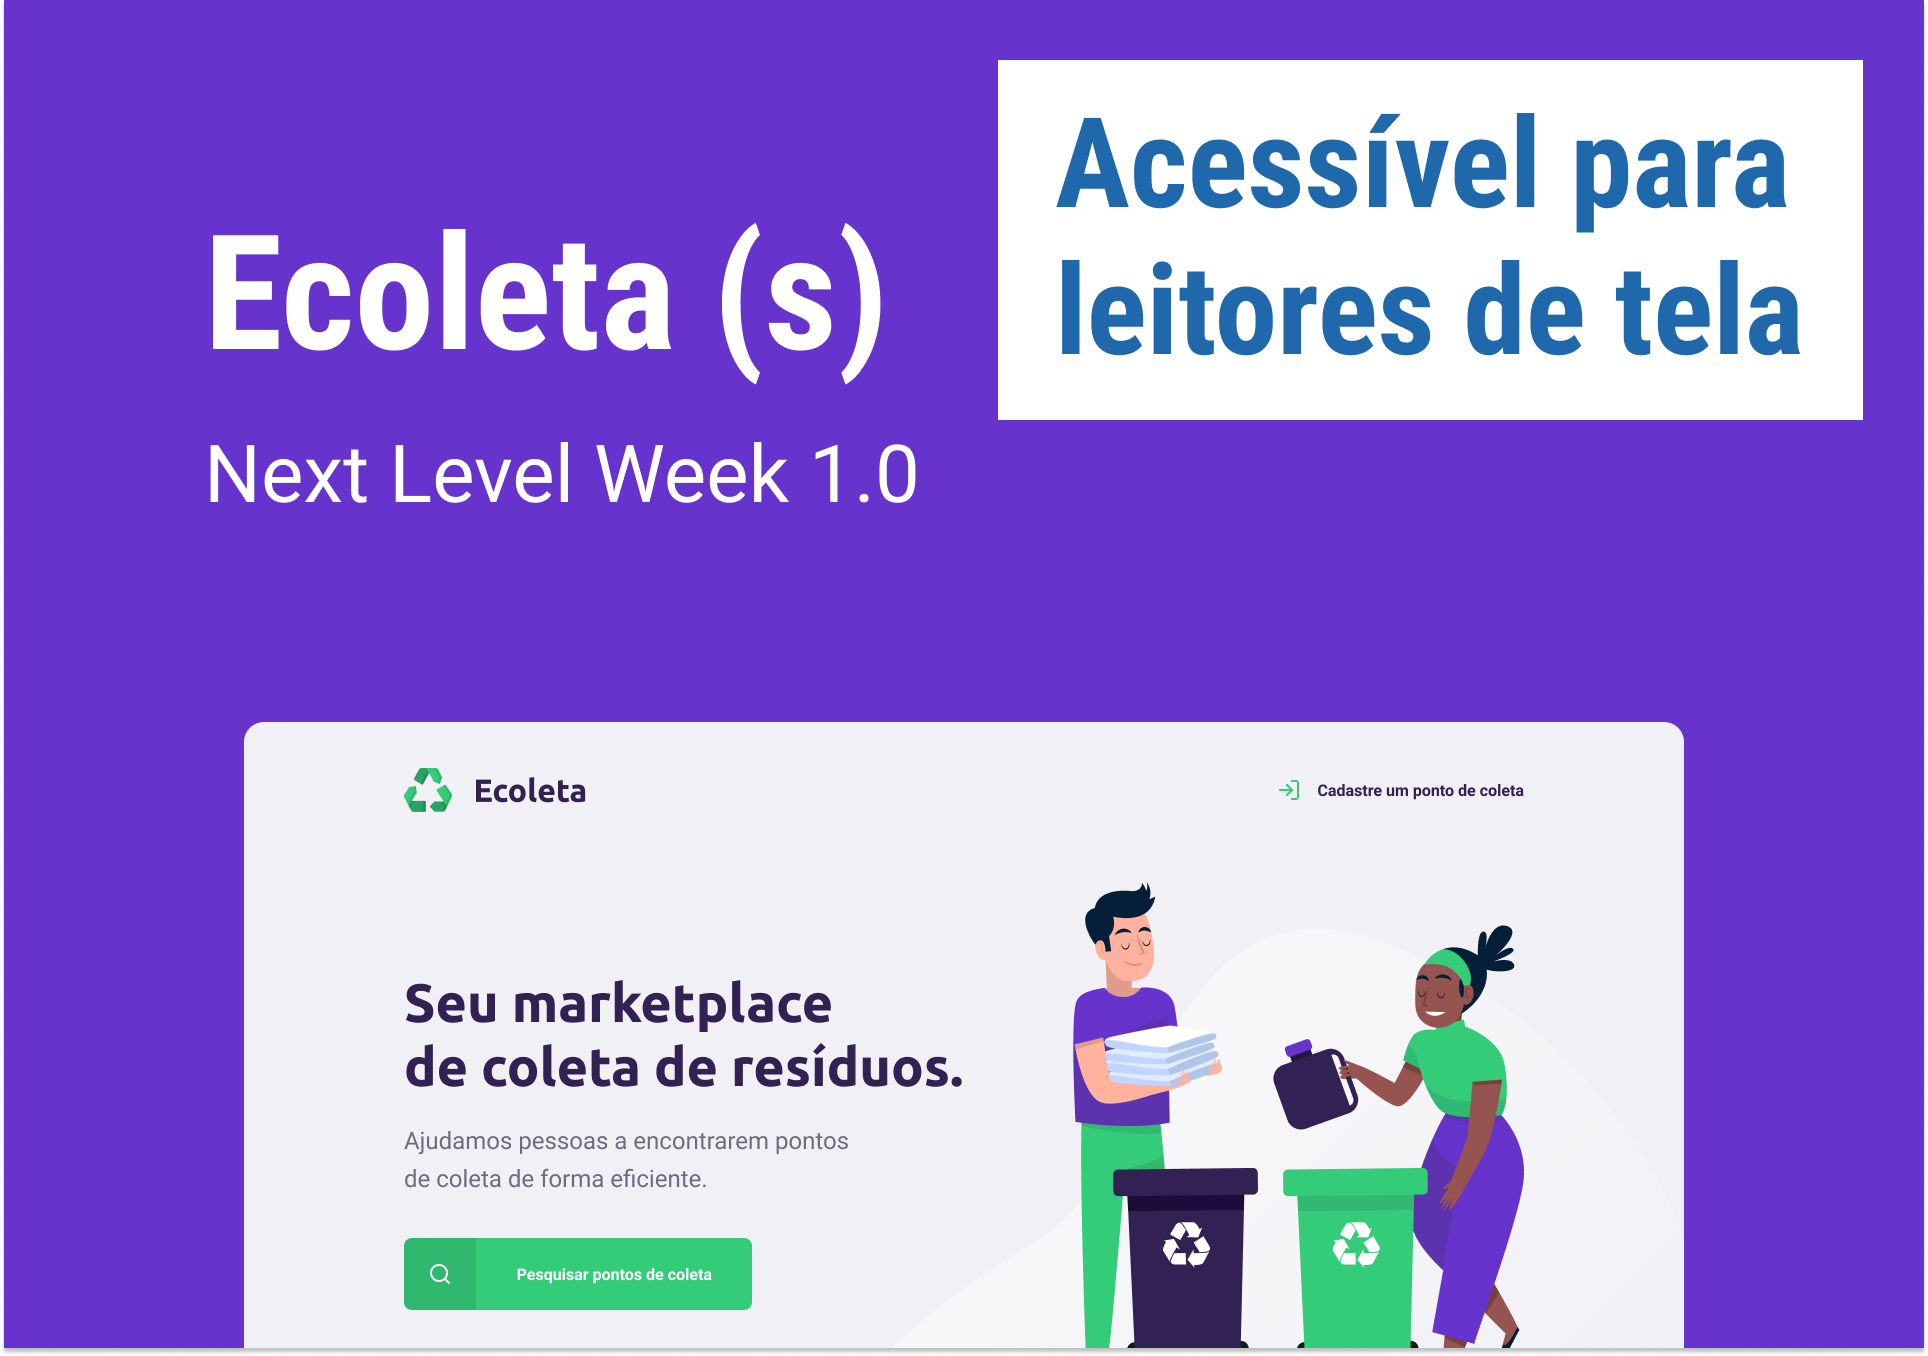 Acessível para
leitores de tela
Ecoleta (s)
Next Level Week 1.0
Ecoleta
Cadastre um ponto de coleta
Seu marketplace
de coleta de resíduos.
Ajudamos pessoas a encontrarem pontos
de coleta de forma eficiente.
Pesquisar pontos de coleta